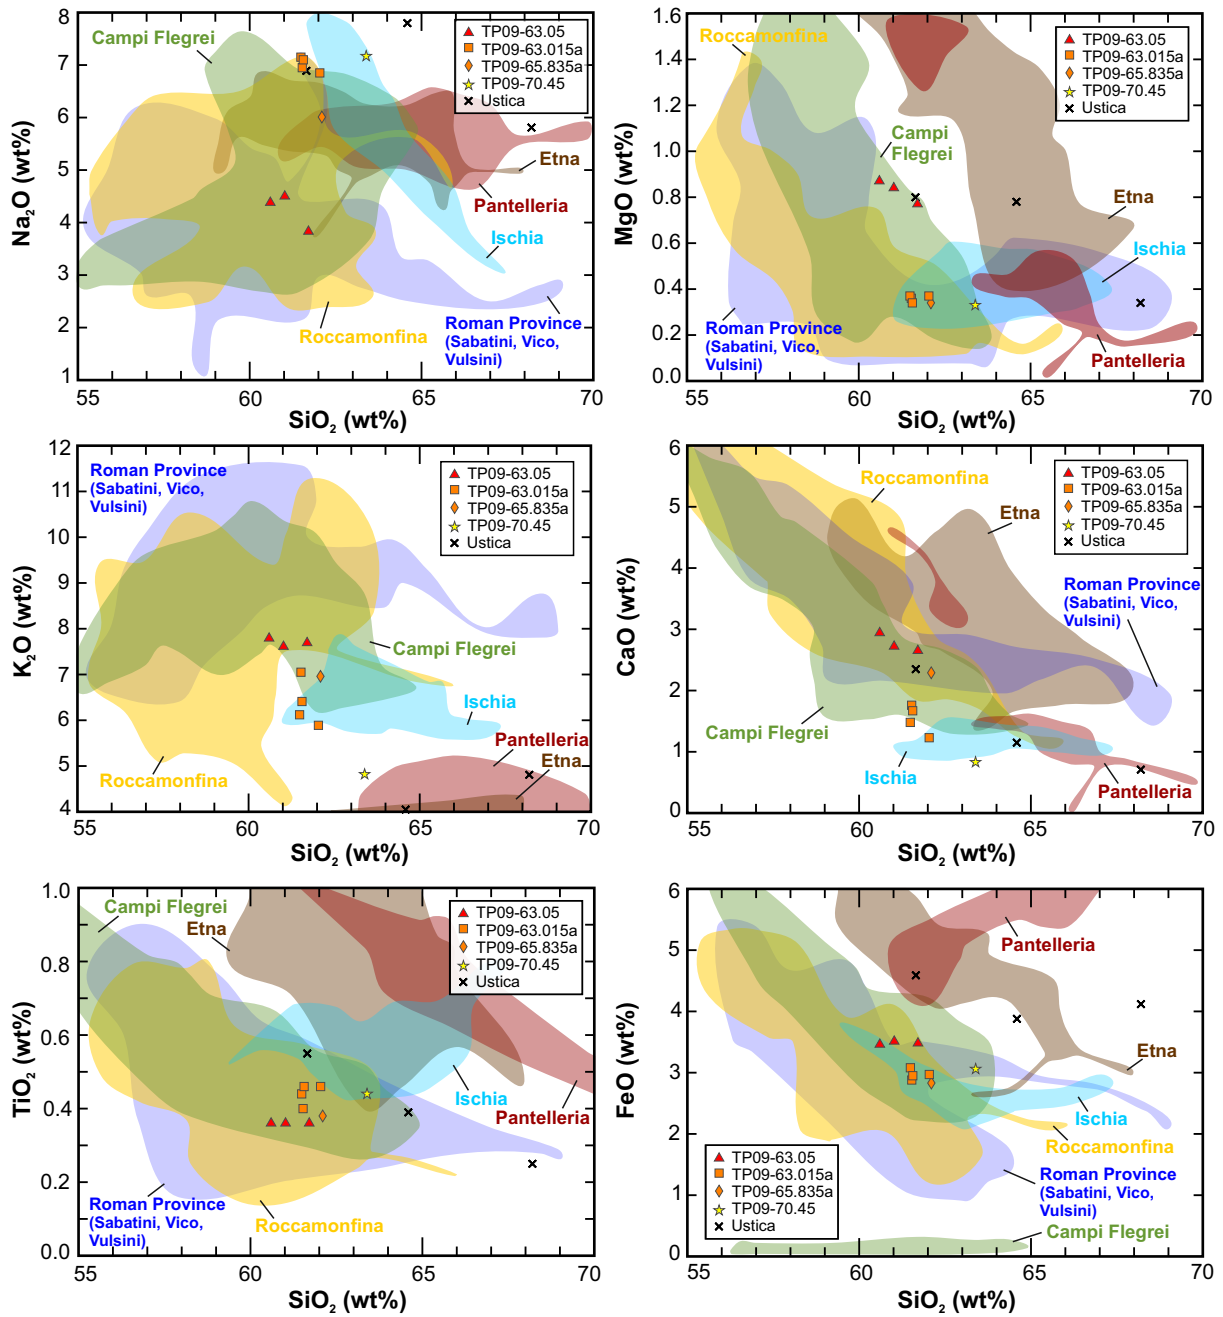 8
7
6
5
4
3
2
1
Na₂O (wt%)
Campi Flegrei
TP09-63.05
TP09-63.015a
TP09-65.835a
TP09-70.45
Ustica
Etna
Pantelleria
Ischia
Roccamonfina
Roman Province
(Sabatini, Vico,
Vulsini)
55
60
65
70
SiO₂ (wt%)
1.6
1.4
1.2
1.0
0.8
0.6
0.4
0.2
0.0
MgO (wt%)
Roccamonfina
TP09-63.05
TP09-63.015a
TP09-65.835a
TP09-70.45
Ustica
Campi
Flegrei
Etna
Ischia
Roman Province
(Sabatini, Vico,
Vulsini)
Pantelleria
55
60
65
70
SiO₂ (wt%)
12
11
10
9
8
7
6
5
4
K₂O (wt%)
Roman Province
(Sabatini, Vico,
Vulsini)
TP09-63.05
TP09-63.015a
TP09-65.835a
TP09-70.45
Ustica
Campi Flegrei
Ischia
Pantelleria
Etna
Roccamonfina
55
60
65
70
SiO₂ (wt%)
6
5
4
3
2
1
0
CaO (wt%)
Roccamonfina
TP09-63.05
TP09-63.015a
TP09-65.835a
TP09-70.45
Ustica
Etna
Roman Province
(Sabatini, Vico,
Vulsini)
Campi Flegrei
Ischia
Pantelleria
55
60
65
70
SiO₂ (wt%)
1.0
0.8
0.6
0.4
0.2
0.0
TiO₂ (wt%)
Campi Flegrei
Etna
TP09-63.05
TP09-63.015a
TP09-65.835a
TP09-70.45
Ustica
Ischia
Pantelleria
Roman Province
(Sabatini, Vico,
Vulsini)
Roccamonfina
55
60
65
70
SiO₂ (wt%)
6
5
4
3
2
1
0
FeO (wt%)
Pantelleria
Etna
Ischia
Roccamonfina
TP09-63.05
TP09-63.015a
TP09-65.835a
TP09-70.45
Ustica
Roman Province
(Sabatini, Vico,
Vulsini)
Campi Flegrei
55
60
65
70
SiO₂ (wt%)